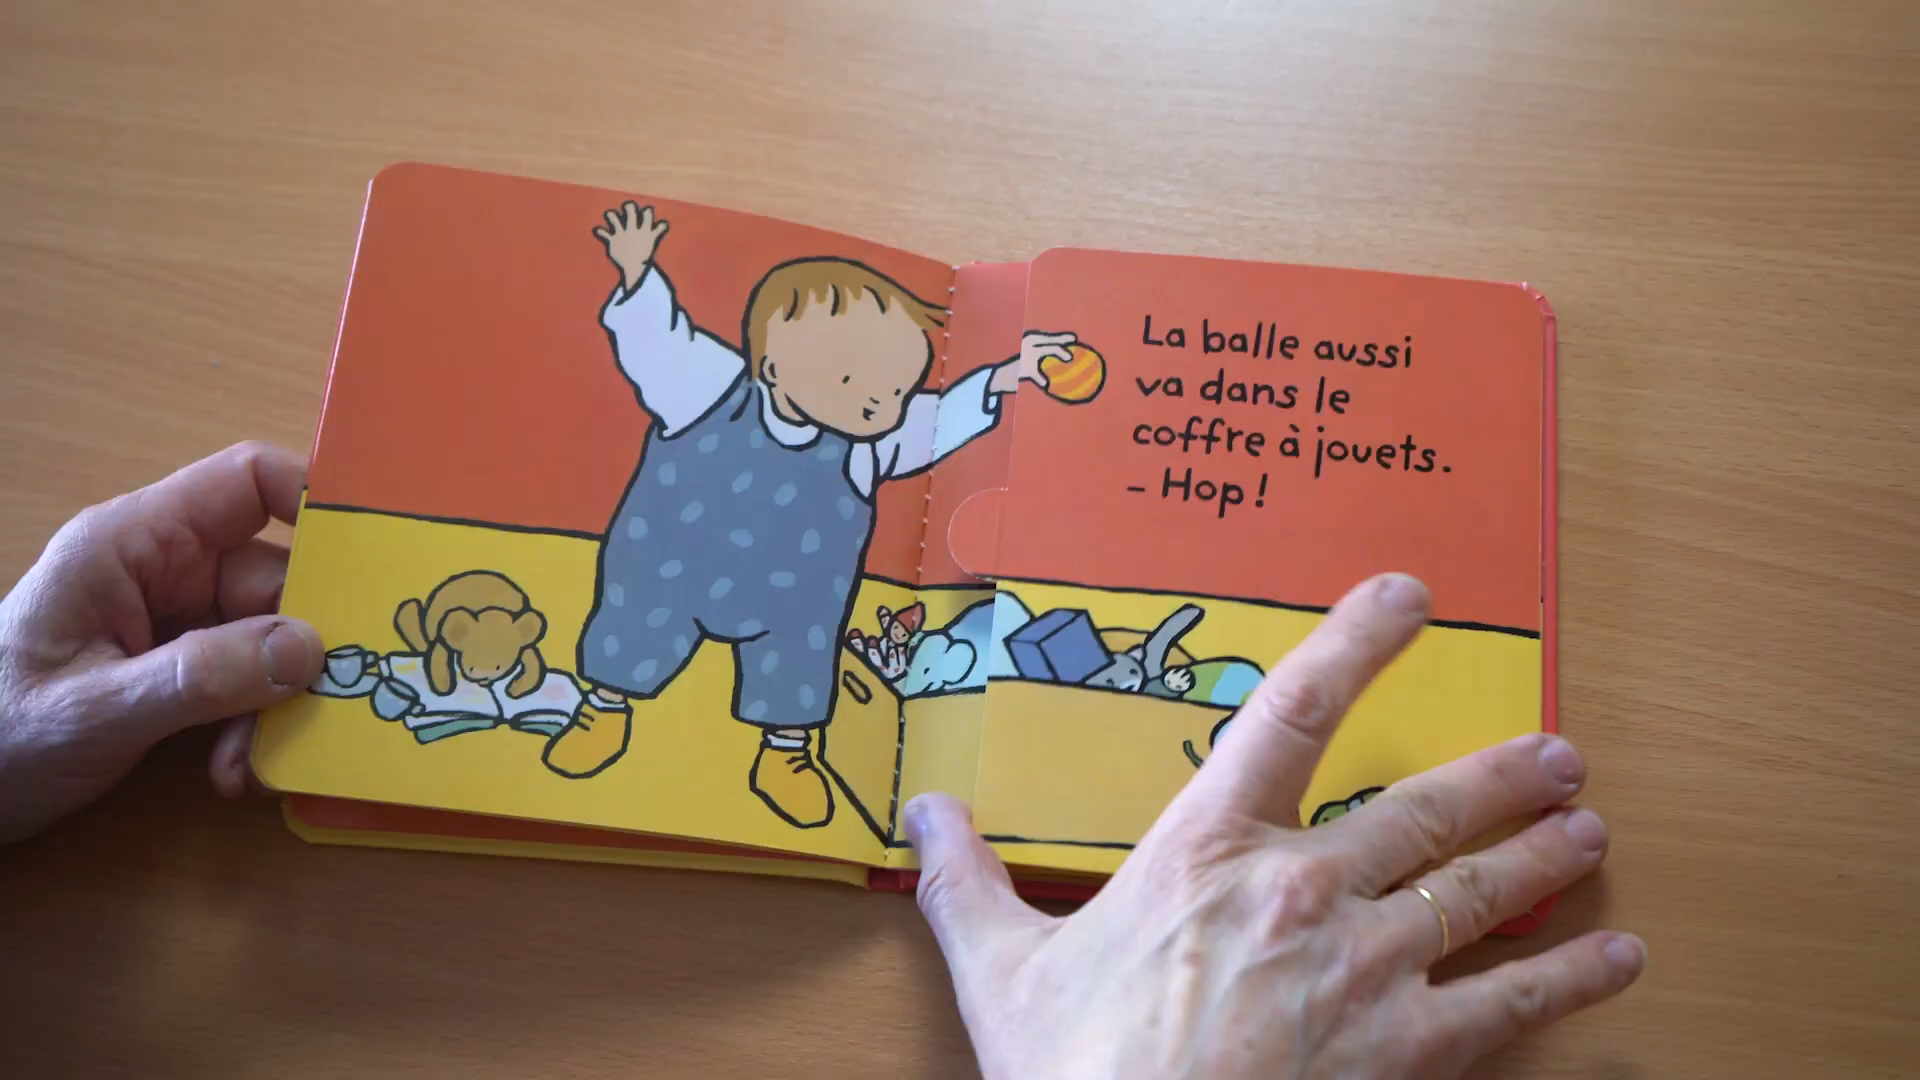 La balle aussi
va dans le
coffre à jouets.
- Hop !